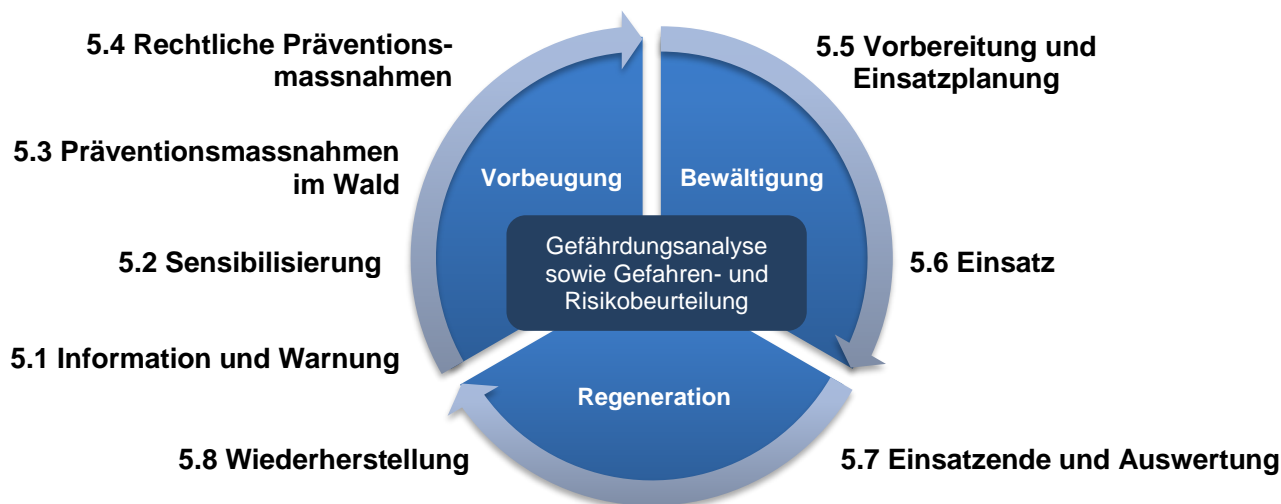 5.4 Rechtliche Präventions-
massnahmen
5.5 Vorbereitung und
Einsatzplanung
5.3 Präventionsmassnahmen
im Wald
Vorbeugung
Bewältigung
5.2 Sensibilisierung
Gefährdungsanalyse
sowie Gefahren- und
Risikobeurteilung
5.6 Einsatz
5.1 Information und Warnung
Regeneration
5.8 Wiederherstellung
5.7 Einsatzende und Auswertung